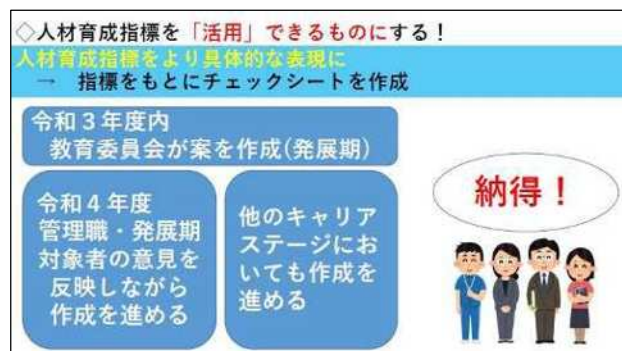 ◇人材育成指標を「活用」できるものにする！
人材育成指標をより具体的な表現に
→ 指標をもとにチェックシートを作成
令和３年度内
教育委員会が案を作成(発展期)
令和４年度
管理職・発展期
対象者の意見を
反映しながら
作成を進める
他のキャリア
ステージにお
いても作成を
進める
納得！